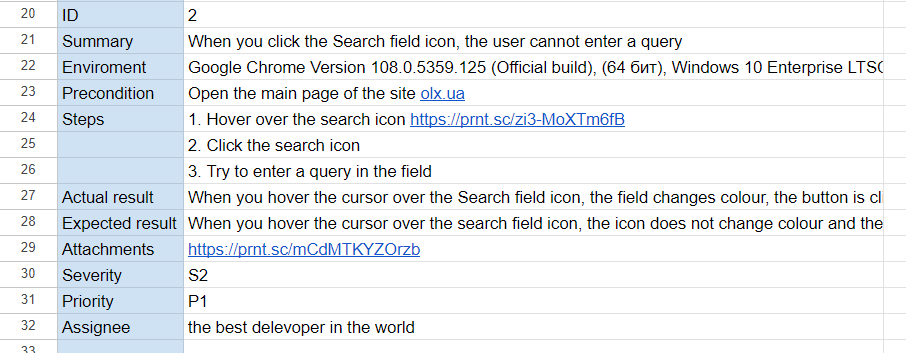 20 ID 2
21 Summary When you click the Search field icon, the user cannot enter a query
22 Enviroment Google Chrome Version 108.0.5359.125 (Official build), (64 бит), Windows 10 Enterprise LTSC
23 Precondition Open the main page of the site olx.ua
24 Steps 1. Hover over the search icon https://prnt.sc/zi3-MoXTm6fB
25 2. Click the search icon
26 3. Try to enter a query in the field
27 Actual result When you hover the cursor over the Search field icon, the field changes colour, the button is cli
28 Expected result When you hover the cursor over the search field icon, the icon does not change colour and the
29 Attachments https://prnt.sc/mCdMTKYZOrzb
30 Severity S2
31 Priority P1
32 Assignee the best delevoper in the world
33